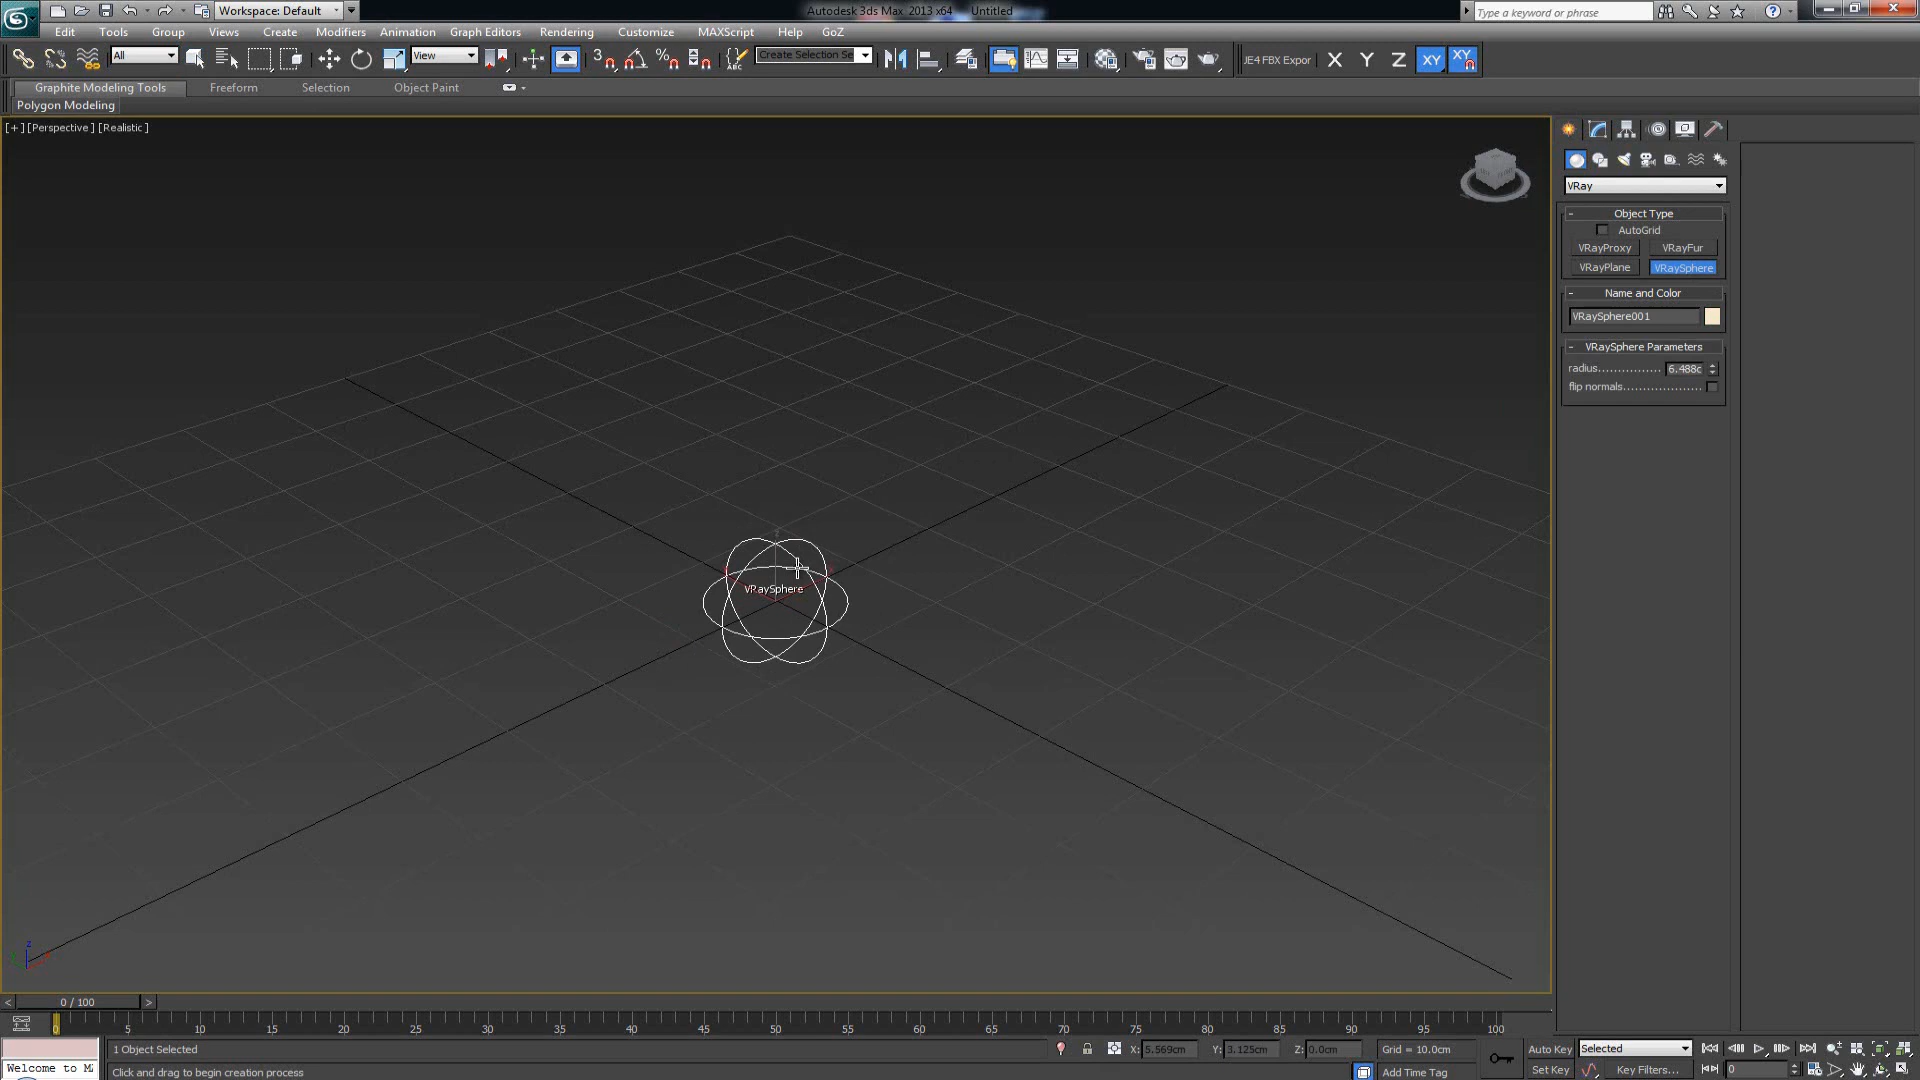 Workspace: Default
Autodesk 3ds Max 2013 x64 Untitled
Type a keyword or phrase
Edit Tools Group Views Create Modifiers Animation Graph Editors Rendering Customize MAXScript Help GoZ
All
View
Create Selection Se
JE4 FBX Expor
X Y Z XY XY
Graphite Modeling Tools Freeform Selection Object Paint
Polygon Modeling
[+] [Perspective] [Realistic]
VRaySphere
VRay
Object Type
AutoGrid
VRayProxy VRayFur
VRayPlane VRaySphere
Name and Color
VRaySphere001
VRaySphere Parameters
radius............... 6.488c
flip normals...................
z
< 0 / 100 >
0 5 10 15 20 25 30 35 40 45 50 55 60 65 70 75 80 85 90 95 100
1 Object Selected
X: 5.569cm Y: 3.125cm Z: 0.0cm Grid = 10.0cm
Auto Key Selected
Welcome to M
Click and drag to begin creation process
Add Time Tag
Set Key Key Filters... 0